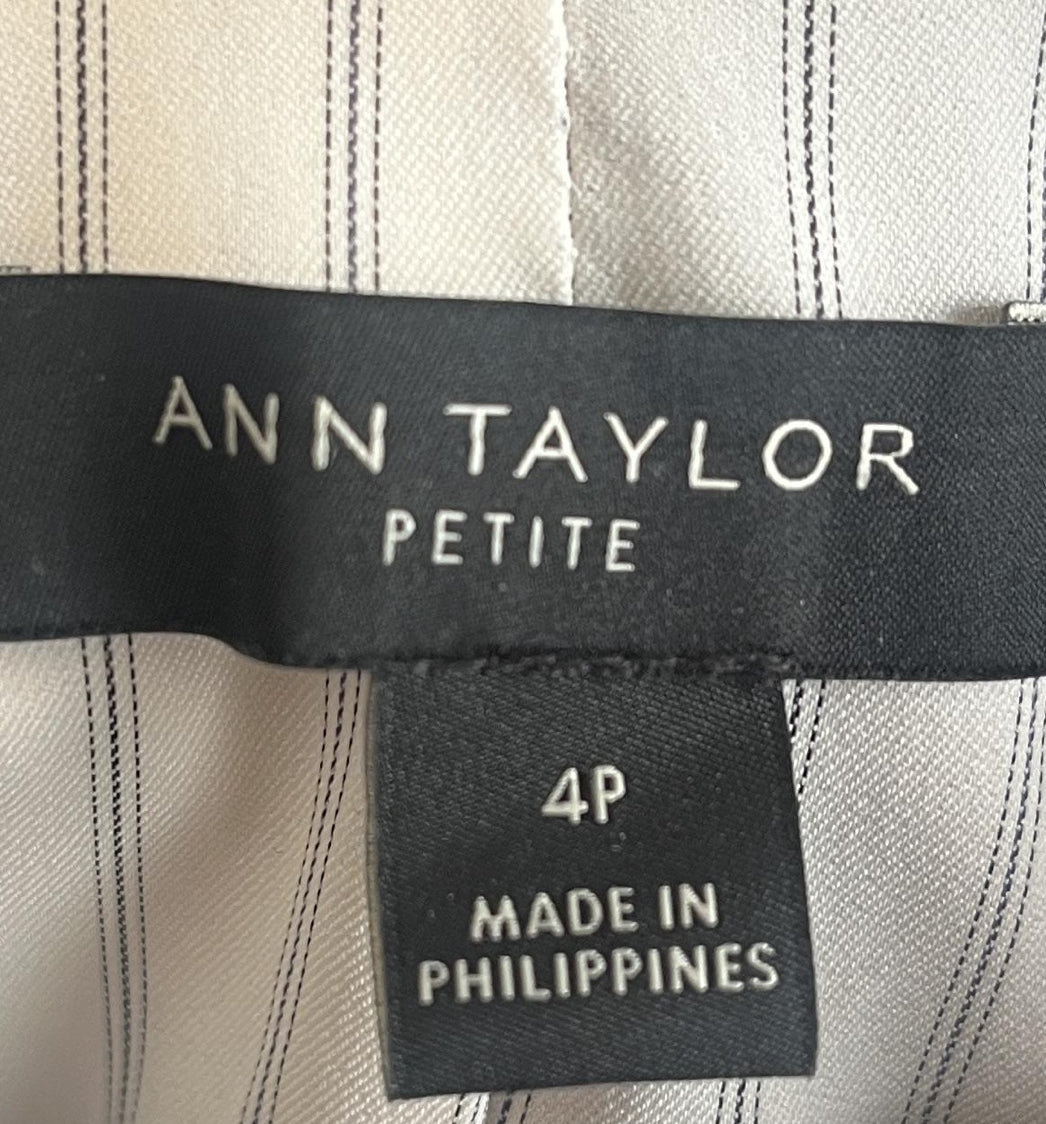 ANN TAYLOR
PETITE
4P
MADE IN
PHILIPPINES